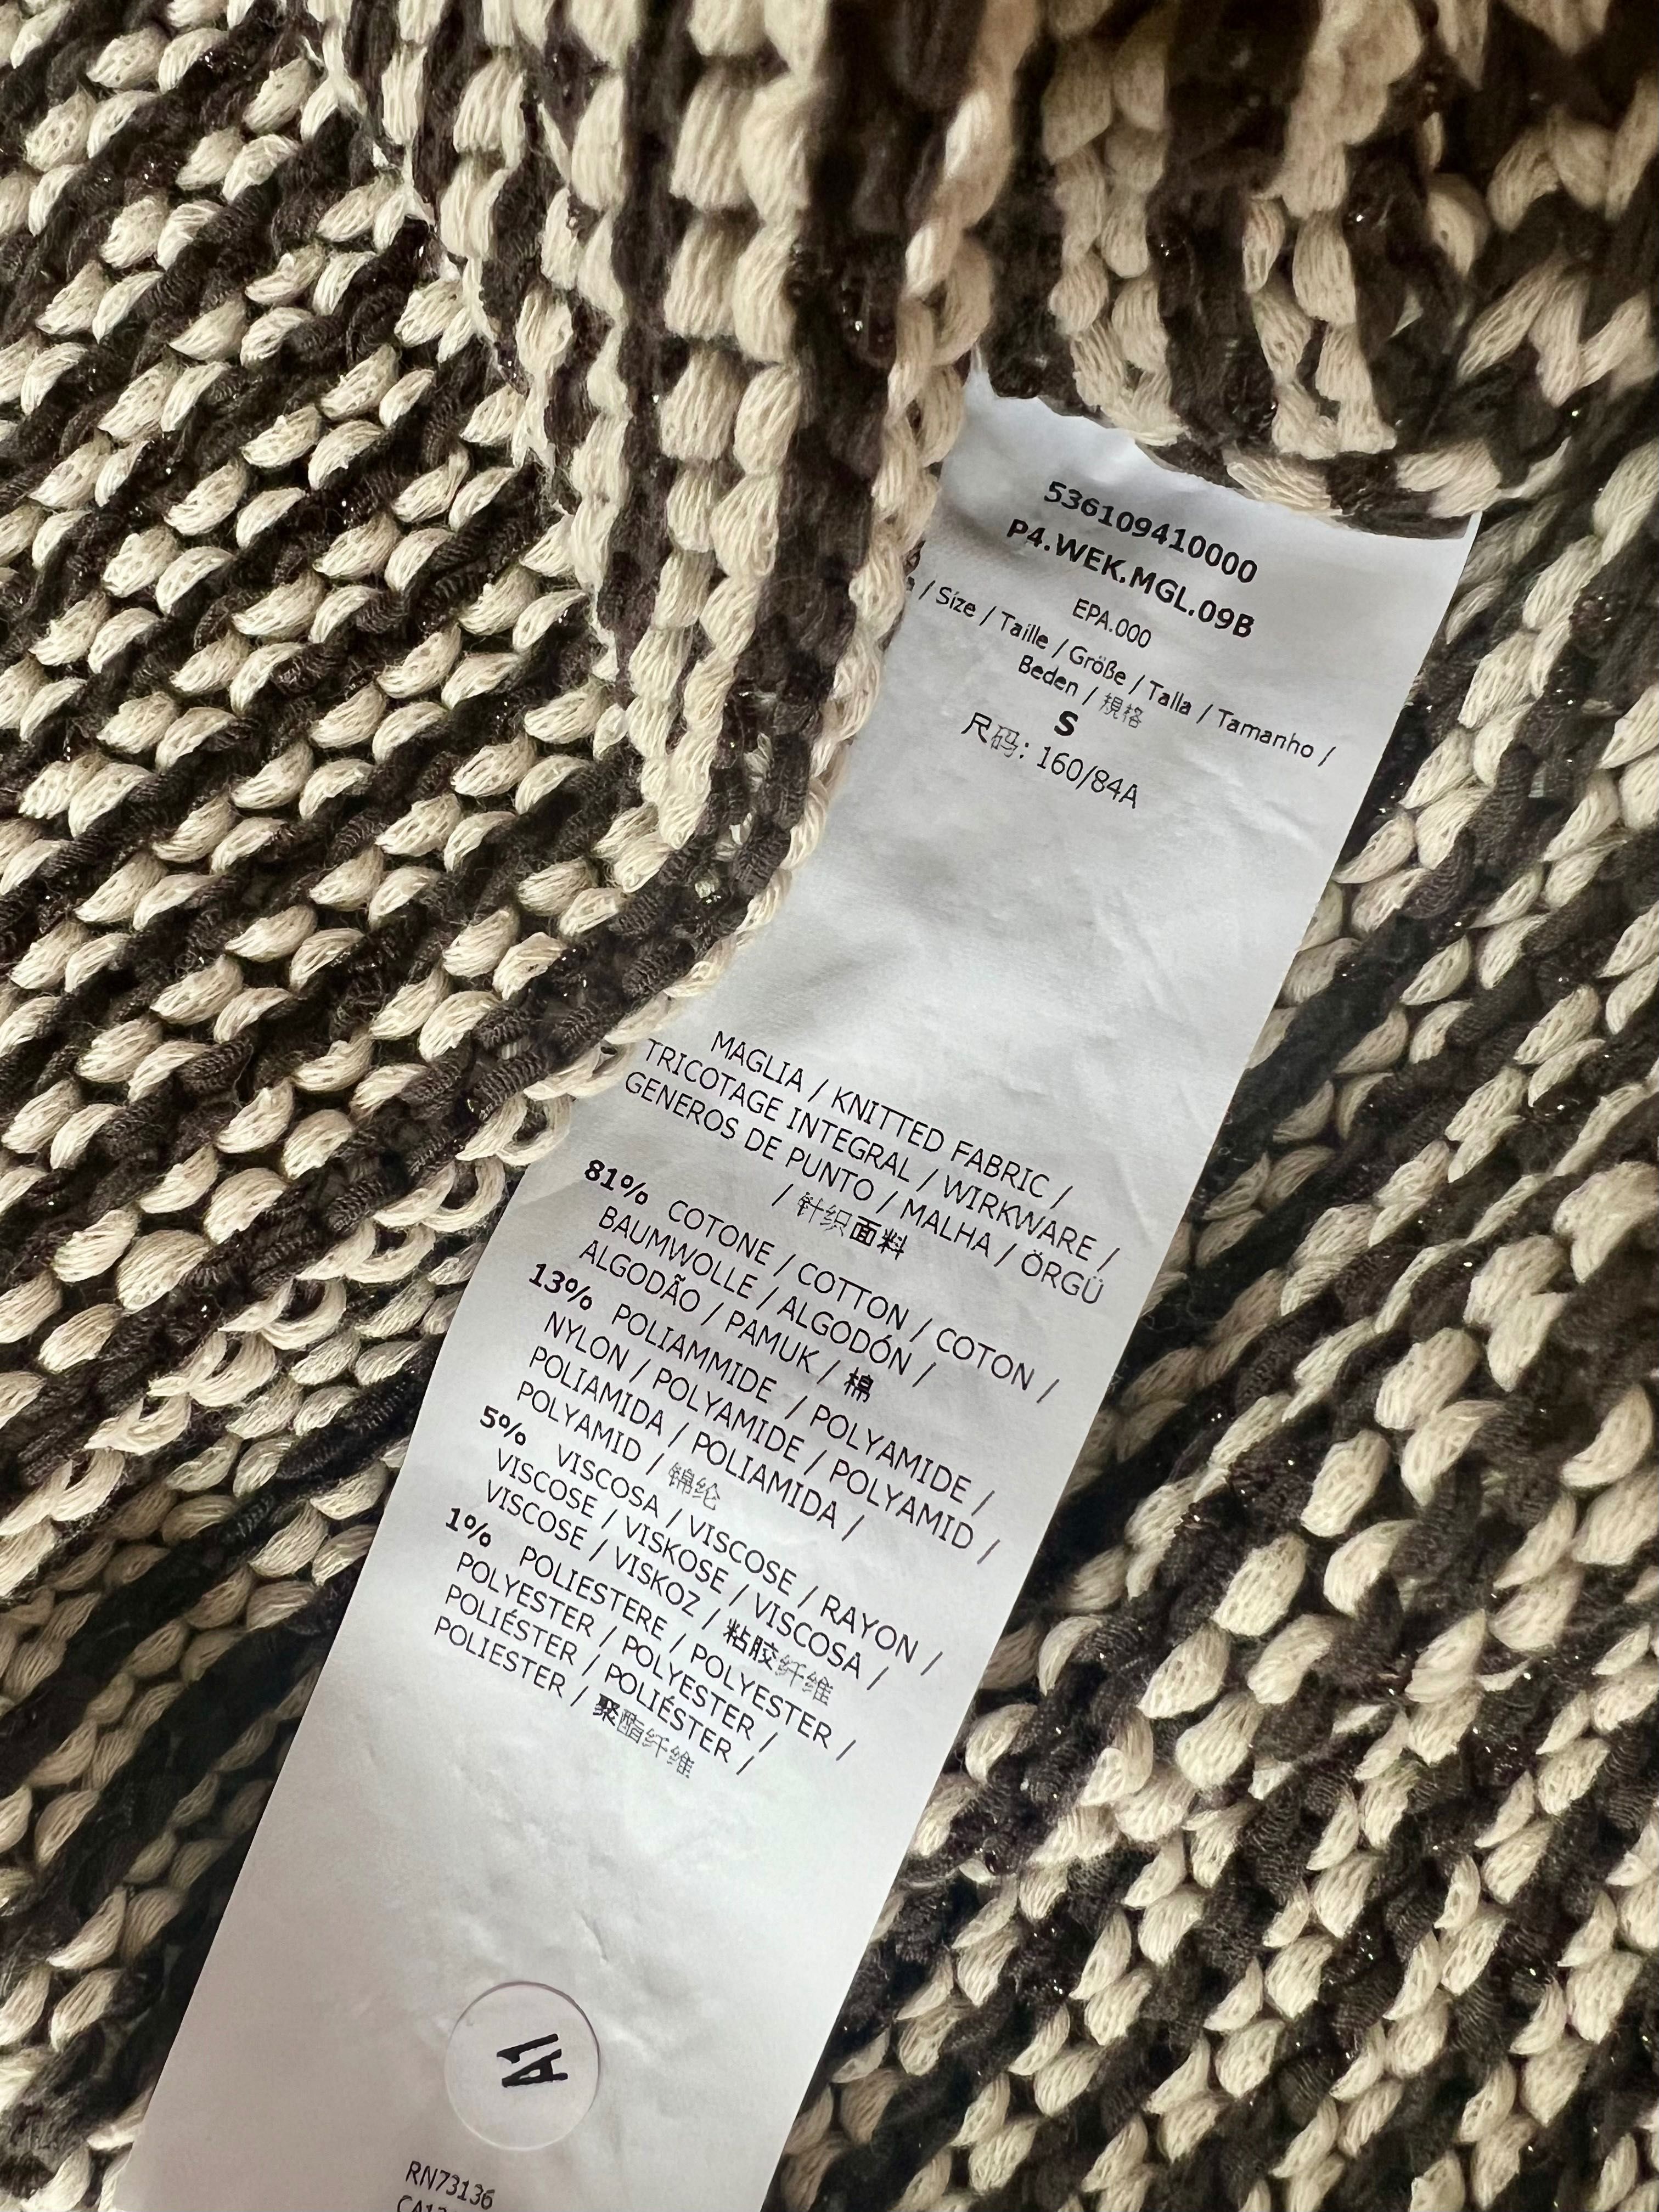 536109410000
P4.WEK.MGL.09B
EPA.000
/ Size / Taille / Größe / Talla / Tamanho /
Beden / 規格
S
尺码: 160/84A
MAGLIA / KNITTED FABRIC /
TRICOTAGE INTEGRAL / WIRKWARE /
GENEROS DE PUNTO / MALHA / ÖRGÜ
/ 针织面料
81% COTONE / COTTON / COTON /
BAUMWOLLE / ALGODÓN /
ALGODÃO / PAMUK / 棉
13% POLIAMMIDE / POLYAMIDE /
NYLON / POLYAMIDE / POLYAMID /
POLIAMIDA / POLIAMIDA /
POLYAMID / 锦纶
5% VISCOSA / VISCOSE / RAYON /
VISCOSE / VISKOSE / VISCOSA /
VISCOSE / VISKOZ / 粘胶纤维
1% POLIESTERE / POLYESTER /
POLYESTER / POLYESTER /
POLIÉSTER / POLIÉSTER /
POLIESTER / 聚酯纤维
A1
RN73136